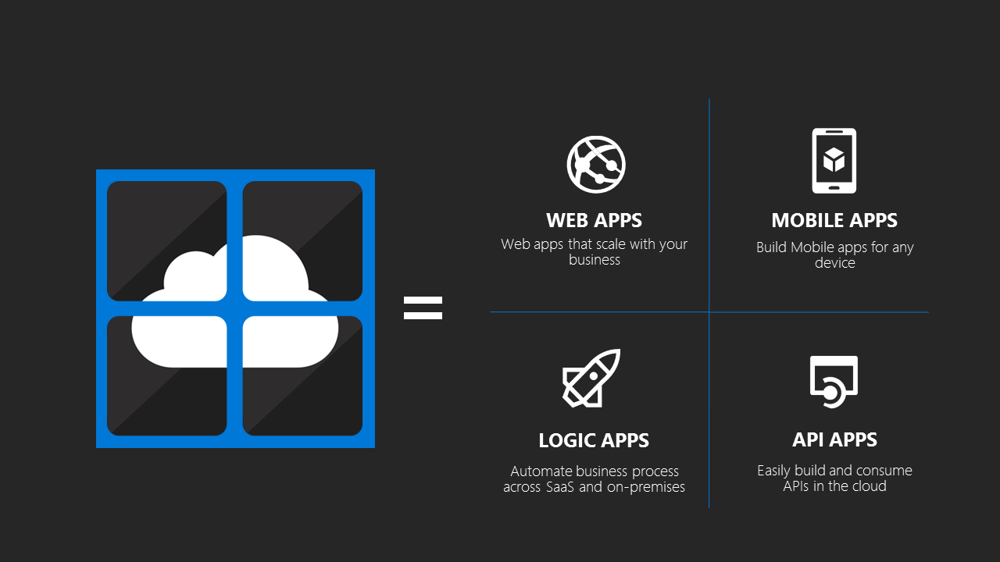 WEB APPS
Web apps that scale with your
business
MOBILE APPS
Build Mobile apps for any
device
=
LOGIC APPS
Automate business process
across SaaS and on-premises
API APPS
Easily build and consume
APIs in the cloud